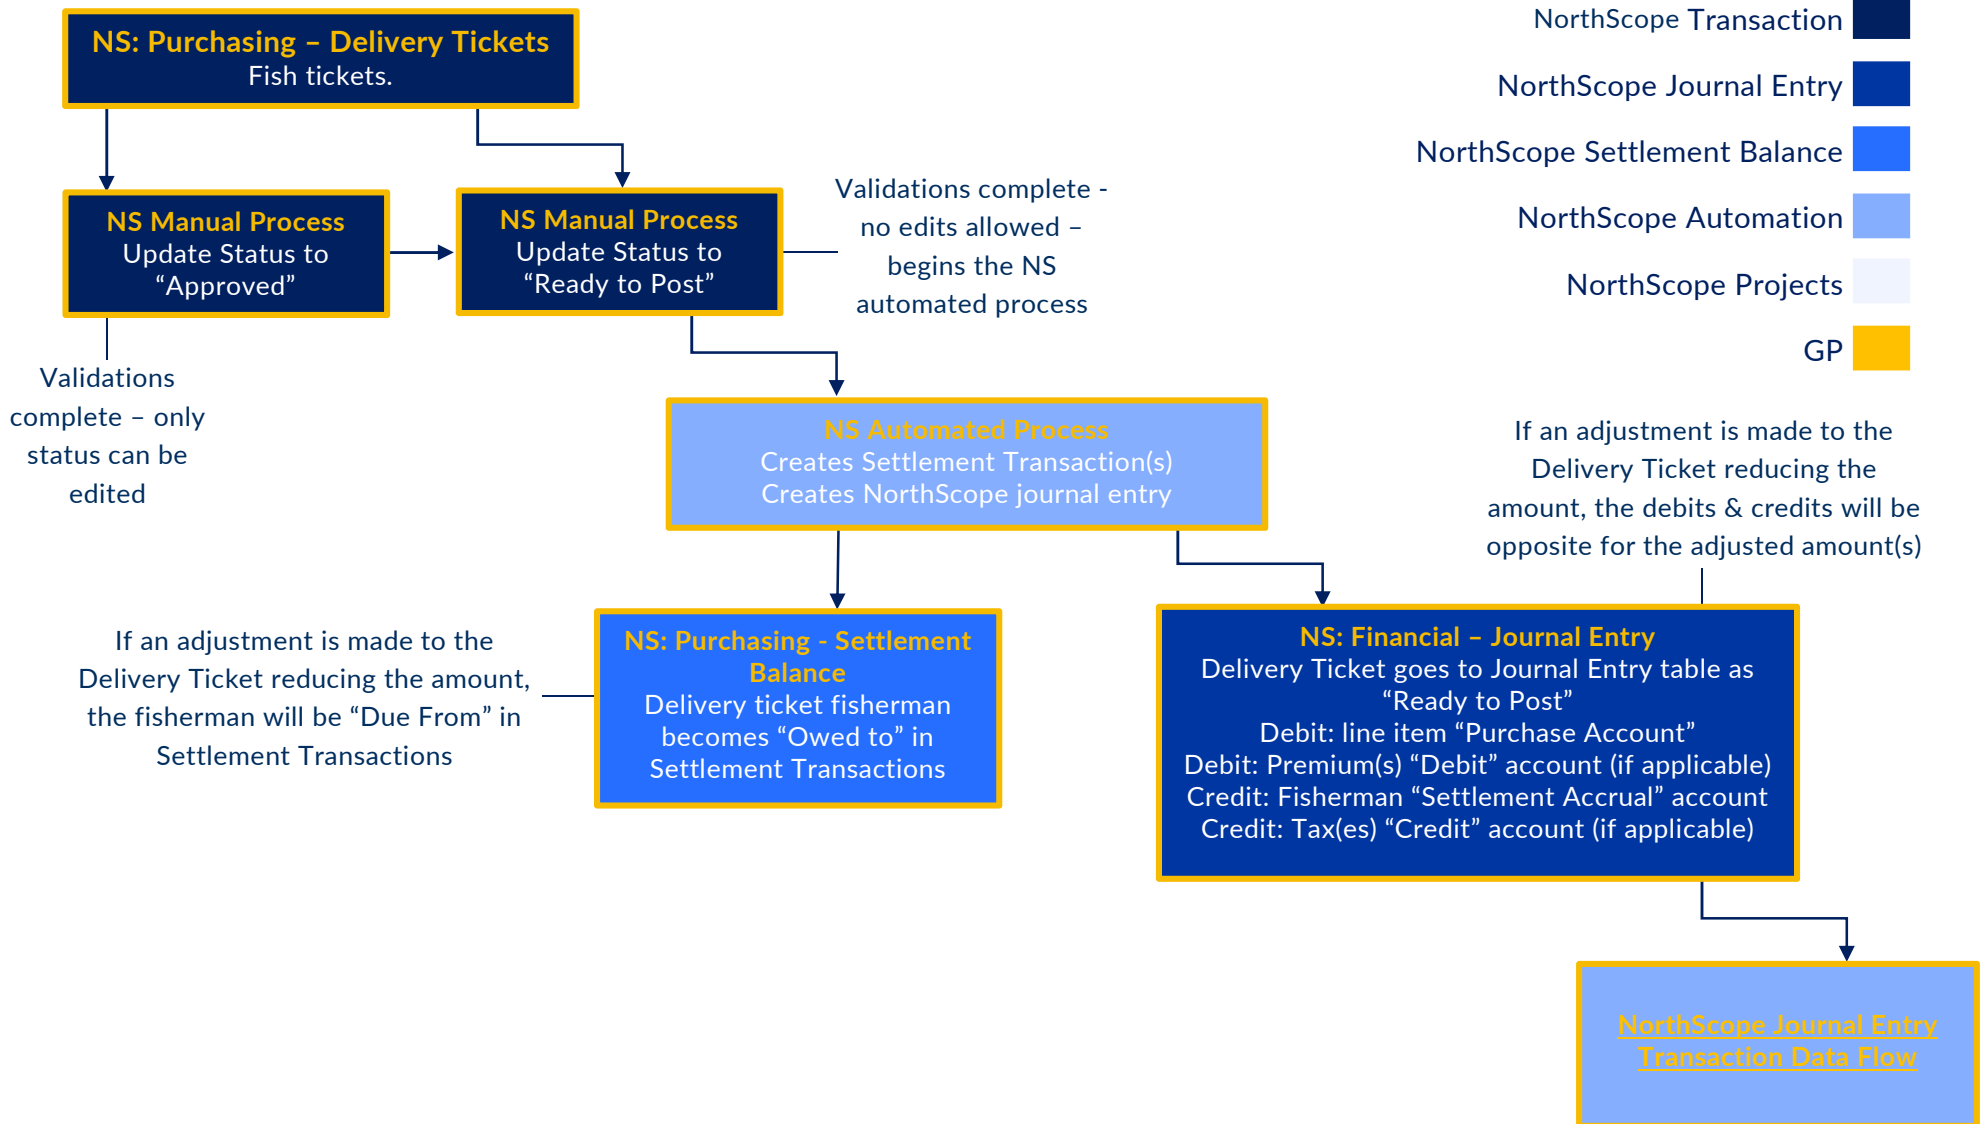 NS: Purchasing – Delivery Tickets
Fish tickets.
NorthScope Transaction
NorthScope Journal Entry
NorthScope Settlement Balance
NorthScope Automation
NorthScope Projects
GP
NS Manual Process
Update Status to
“Approved”
NS Manual Process
Update Status to
“Ready to Post”
Validations complete -
no edits allowed –
begins the NS
automated process
Validations
complete – only
status can be
edited
NS Automated Process
Creates Settlement Transaction(s)
Creates NorthScope journal entry
If an adjustment is made to the
Delivery Ticket reducing the
amount, the debits & credits will be
opposite for the adjusted amount(s)
If an adjustment is made to the
Delivery Ticket reducing the amount,
the fisherman will be “Due From” in
Settlement Transactions
NS: Purchasing - Settlement
Balance
Delivery ticket fisherman
becomes “Owed to” in
Settlement Transactions
NS: Financial – Journal Entry
Delivery Ticket goes to Journal Entry table as
“Ready to Post”
Debit: line item “Purchase Account”
Debit: Premium(s) “Debit” account (if applicable)
Credit: Fisherman “Settlement Accrual” account
Credit: Tax(es) “Credit” account (if applicable)
NorthScope Journal Entry
Transaction Data Flow